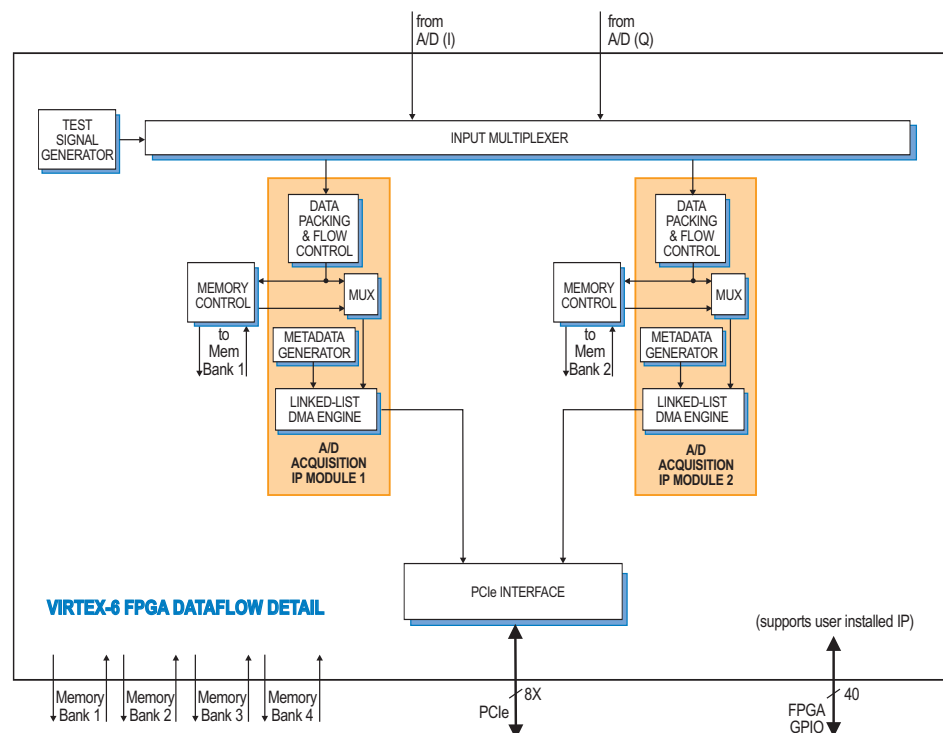 from
A/D (I)
from
A/D (Q)
TEST
SIGNAL
GENERATOR
INPUT MULTIPLEXER
DATA
PACKING
& FLOW
CONTROL
MEMORY
CONTROL
MUX
to
Mem
Bank 1
METADATA
GENERATOR
LINKED-LIST
DMA ENGINE
A/D
ACQUISITION
IP MODULE 1
DATA
PACKING
& FLOW
CONTROL
MEMORY
CONTROL
MUX
to
Mem
Bank 2
METADATA
GENERATOR
LINKED-LIST
DMA ENGINE
A/D
ACQUISITION
IP MODULE 2
PCIe INTERFACE
VIRTEX-6 FPGA DATAFLOW DETAIL
(supports user installed IP)
Memory
Bank 1
Memory
Bank 2
Memory
Bank 3
Memory
Bank 4
8X
PCIe
40
FPGA
GPIO